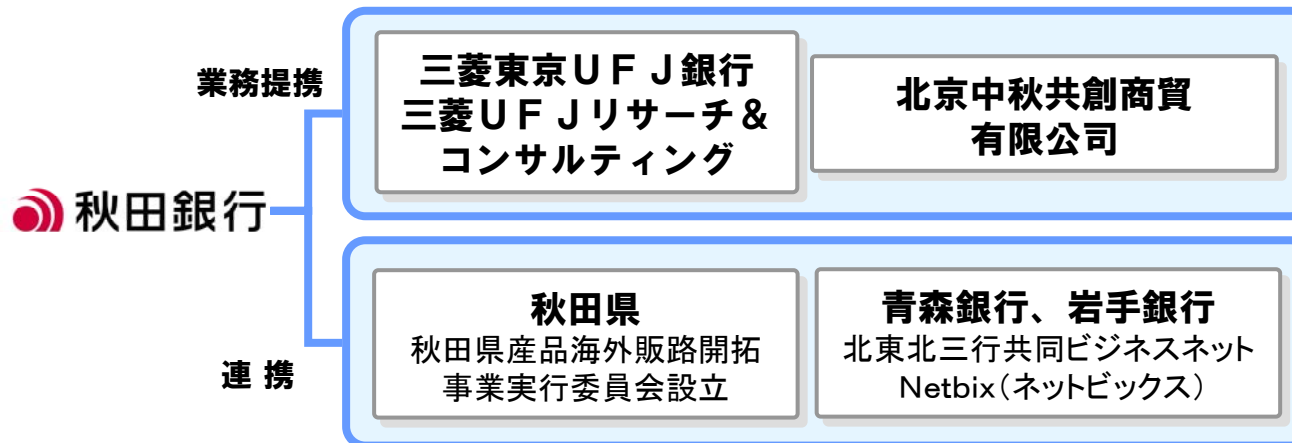 業務提携
三菱東京UFJ銀行
三菱UFJリサーチ&
コンサルティング
北京中秋共創商貿
有限公司
秋田銀行
連 携
秋田県
秋田県産品海外販路開拓
事業実行委員会設立
青森銀行、岩手銀行
北東北三行共同ビジネスネット
Netbix(ネットビックス)